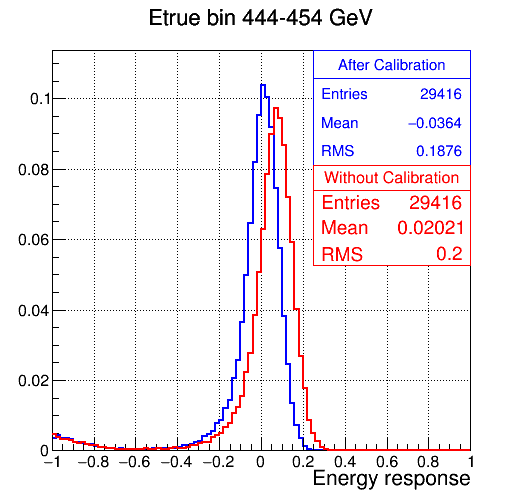 Etrue bin 444-454 GeV
After Calibration
Entries 29416
Mean −0.0364
RMS 0.1876
Without Calibration
Entries 29416
Mean 0.02021
RMS 0.2
0.1
0.08
0.06
0.04
0.02
0
−1 −0.8 −0.6 −0.4 −0.2 0 0.2 0.4 0.6 0.8 1
Energy response